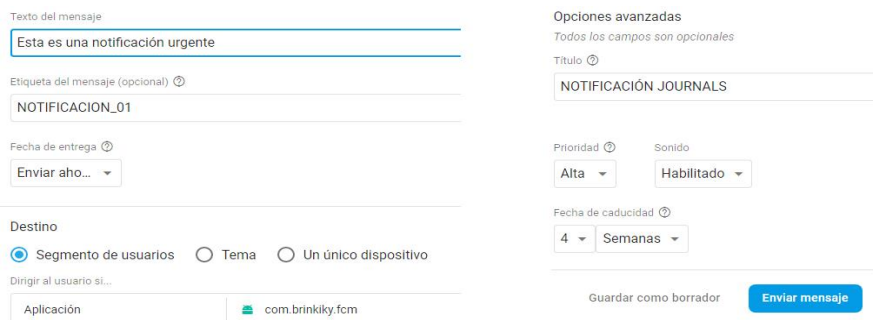 Texto del mensaje
Esta es una notificación urgente
Etiqueta del mensaje (opcional)
NOTIFICACION_01
Fecha de entrega
Enviar aho...
Destino
Segmento de usuarios Tema Un único dispositivo
Dirigir al usuario si...
Aplicación com.brinkiky.fcm
Opciones avanzadas
Todos los campos son opcionales
Título
NOTIFICACIÓN JOURNALS
Prioridad Sonido
Alta Habilitado
Fecha de caducidad
4 Semanas
Guardar como borrador Enviar mensaje